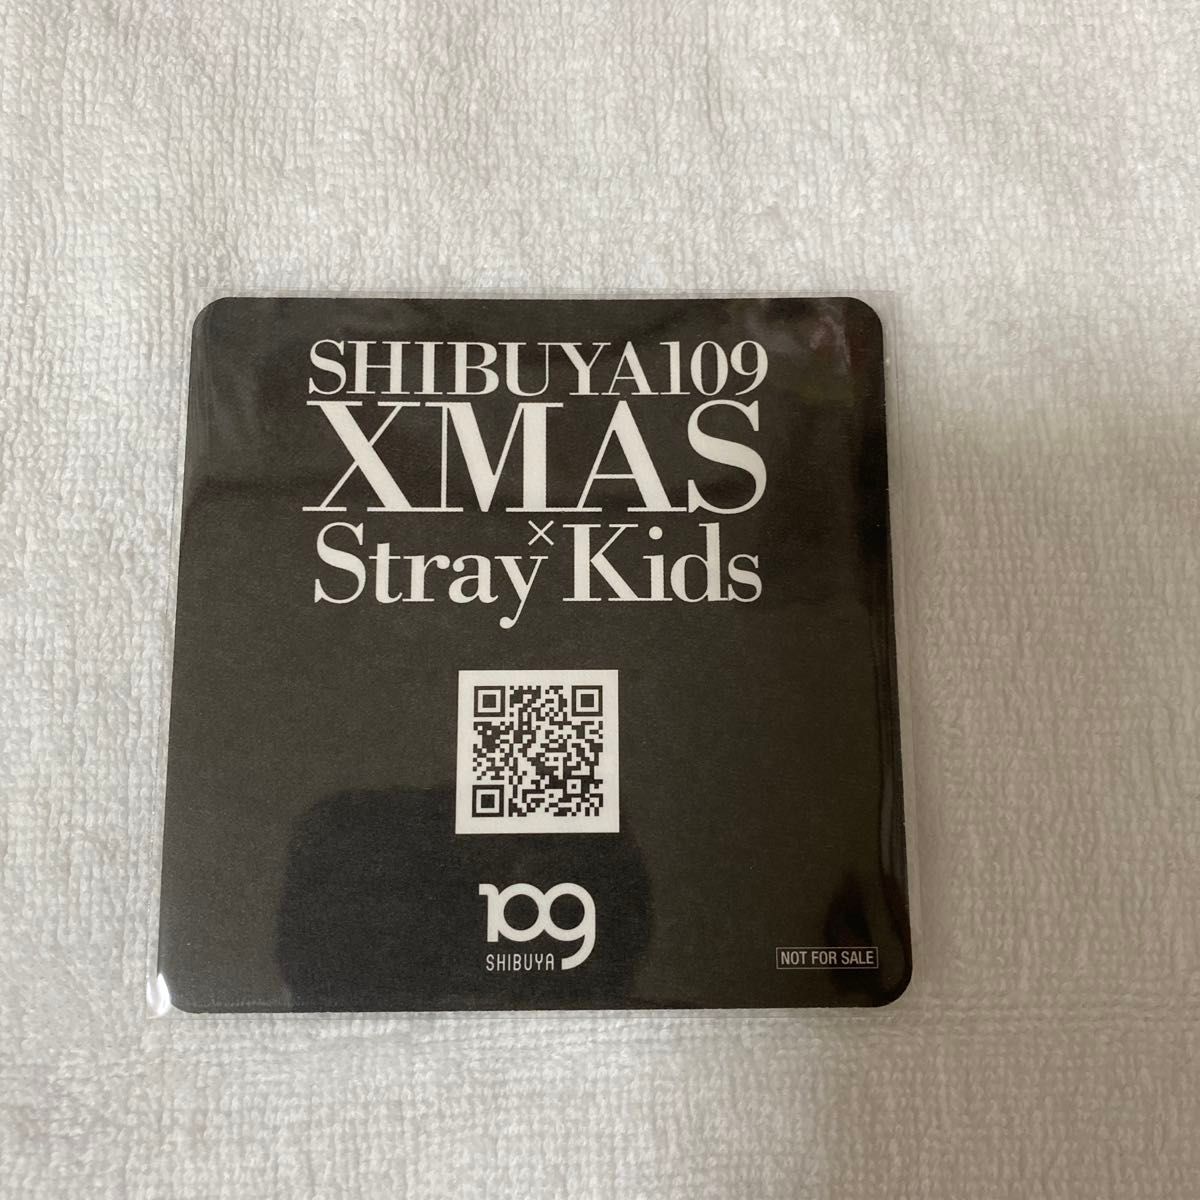 SHIBUYA109
XMAS
×
Stray Kids
109
SHIBUYA
NOT FOR SALE